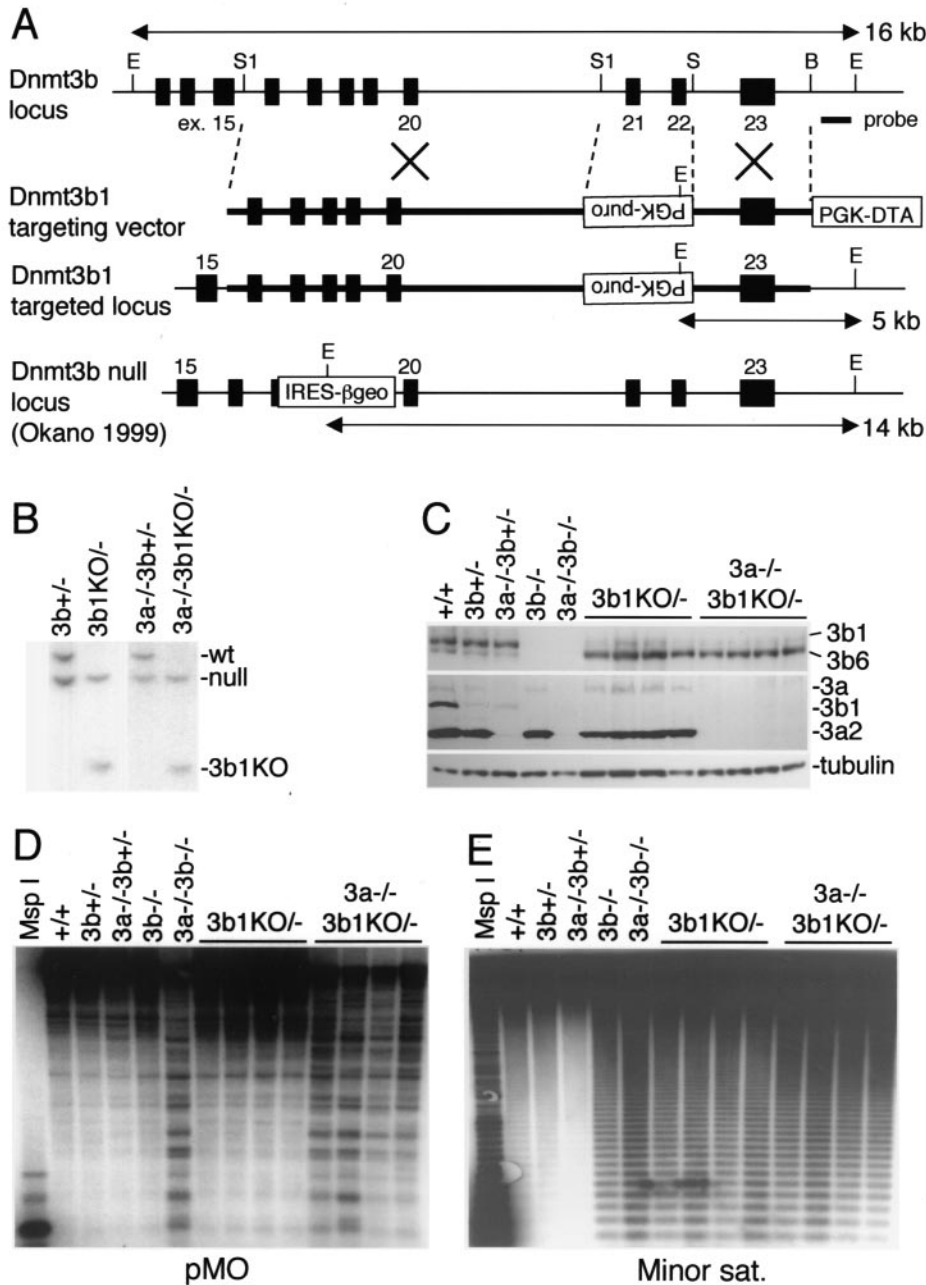 A
16 kb
Dnmt3b
locus
E S1 S1 S B E
ex. 15 20 21 22 23 probe
Dnmt3b1
targeting vector
E
PGK-puro
PGK-DTA
Dnmt3b1
targeted locus
15 20 E 23 E
PGK-puro
5 kb
Dnmt3b null
locus
(Okano 1999)
15 E 20 23 E
IRES-βgeo
14 kb
B
3b+/-
3b1KO/-
3a-/-3b+/-
3a-/-3b1KO/-
-wt
-null
-3b1KO
C
+/+
3b+/-
3a-/-3b+/-
3b-/-
3a-/-3b-/-
3b1KO/-
3a-/-
3b1KO/-
3b1
3b6
-3a
-3b1
-3a2
-tubulin
D
Msp I
+/+
3b+/-
3a-/-3b+/-
3b-/-
3a-/-3b-/-
3b1KO/-
3a-/-
3b1KO/-
pMO
E
Msp I
+/+
3b+/-
3a-/-3b+/-
3b-/-
3a-/-3b-/-
3b1KO/-
3a-/-
3b1KO/-
Minor sat.